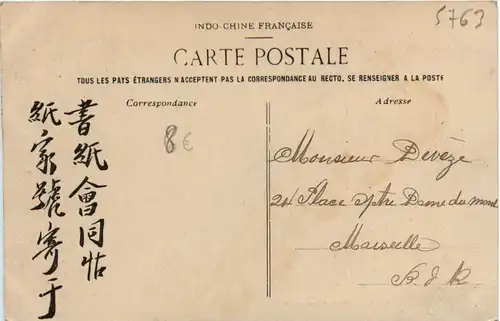 INDO-CHINE FRANÇAISE
5763
CARTE POSTALE
TOUS LES PAYS ÉTRANGERS N'ACCEPTENT PAS LA CORRESPONDANCE AU RECTO, SE RENSEIGNER A LA POSTE
Correspondance
Adresse
8€
書紙會同帖
紙家號寄于
Monsieur Devèze
24 Place Notre Dame du mont
Marseille
B. d R.